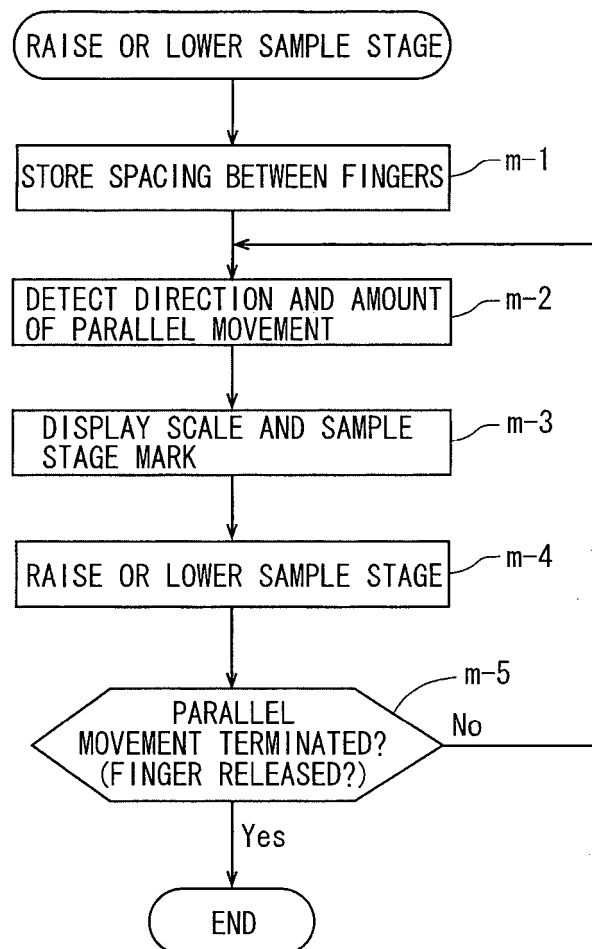 RAISE OR LOWER SAMPLE STAGE
STORE SPACING BETWEEN FINGERS
m-1
DETECT DIRECTION AND AMOUNT
OF PARALLEL MOVEMENT
m-2
DISPLAY SCALE AND SAMPLE
STAGE MARK
m-3
RAISE OR LOWER SAMPLE STAGE
m-4
m-5
PARALLEL
MOVEMENT TERMINATED?
(FINGER RELEASED?)
No
Yes
END